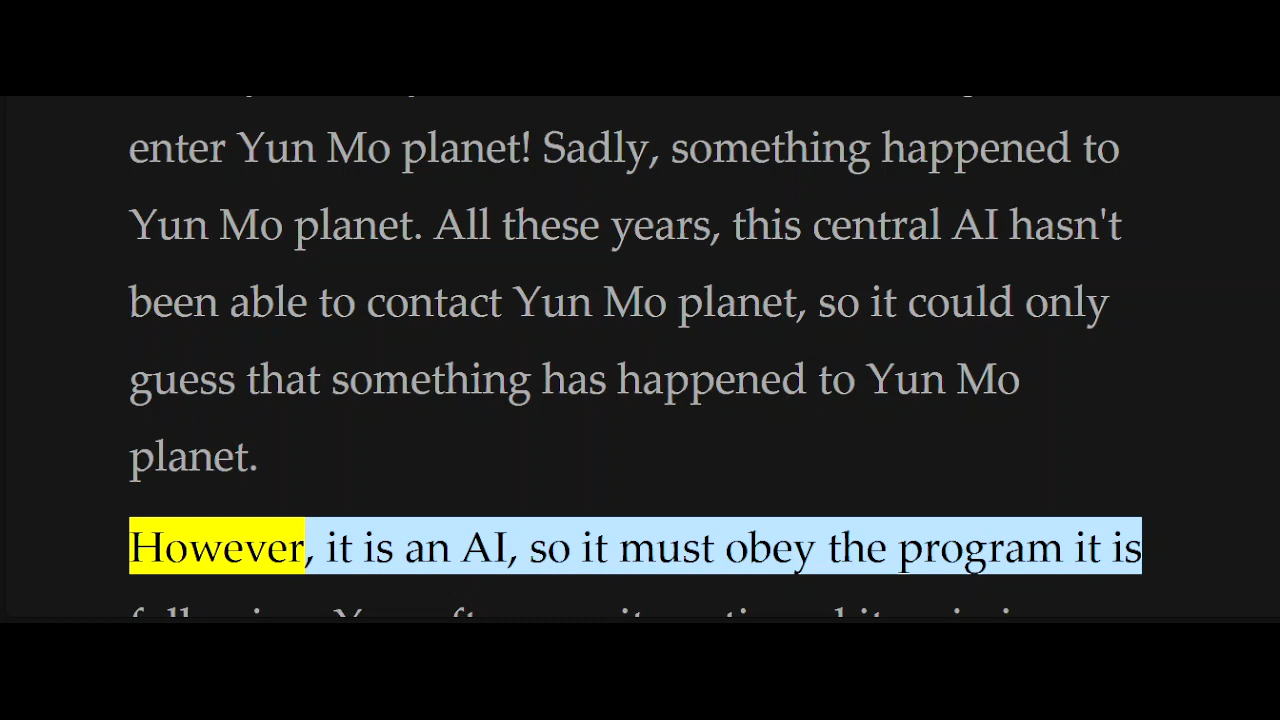 enter Yun Mo planet! Sadly, something happened to
Yun Mo planet. All these years, this central AI hasn't
been able to contact Yun Mo planet, so it could only
guess that something has happened to Yun Mo
planet.
However, it is an AI, so it must obey the program it is